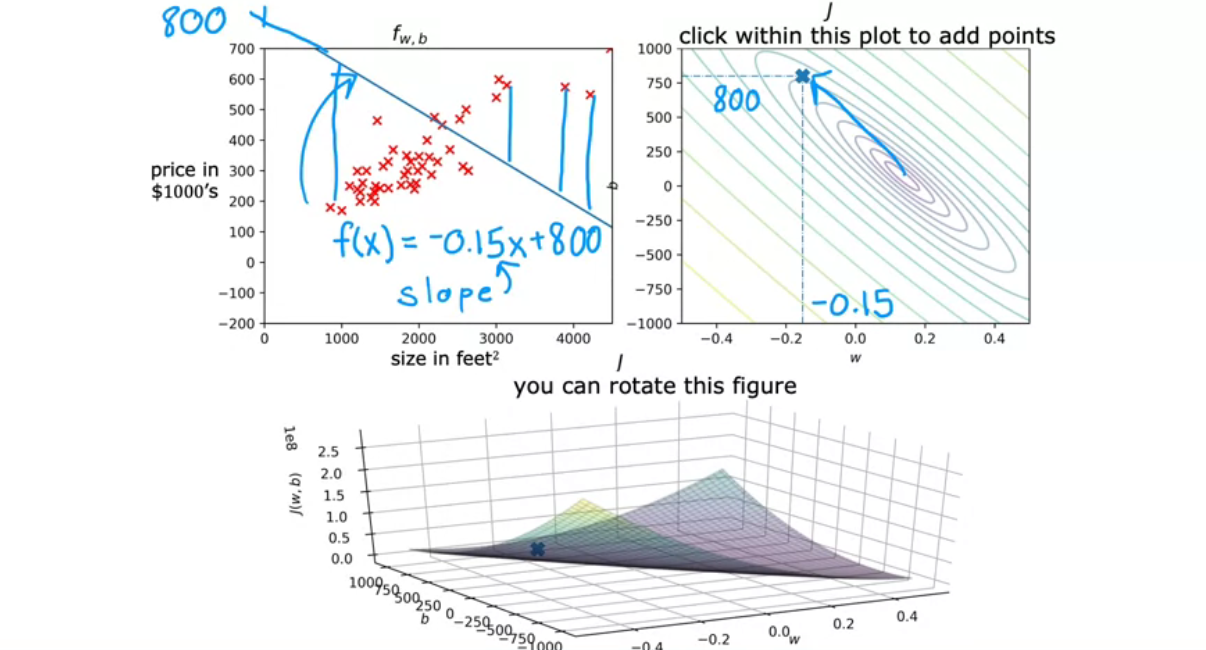 800
f_{w,b}
700
600
500
400
300
200
100
0
−100
−200
price in
$1000's
f(x) = -0.15x+800
slope
0 1000 2000 3000 4000
size in feet²
J
click within this plot to add points
1000
750
500
250
0
−250
−500
−750
−1000
b
800
-0.15
−0.4 −0.2 0.0 0.2 0.4
w
J
you can rotate this figure
1e8
J(w, b)
2.5
2.0
1.5
1.0
0.5
0.0
1000 750 500 250 0 −250 −500 −750 −1000
b
−0.4 −0.2 0.0 0.2 0.4
w